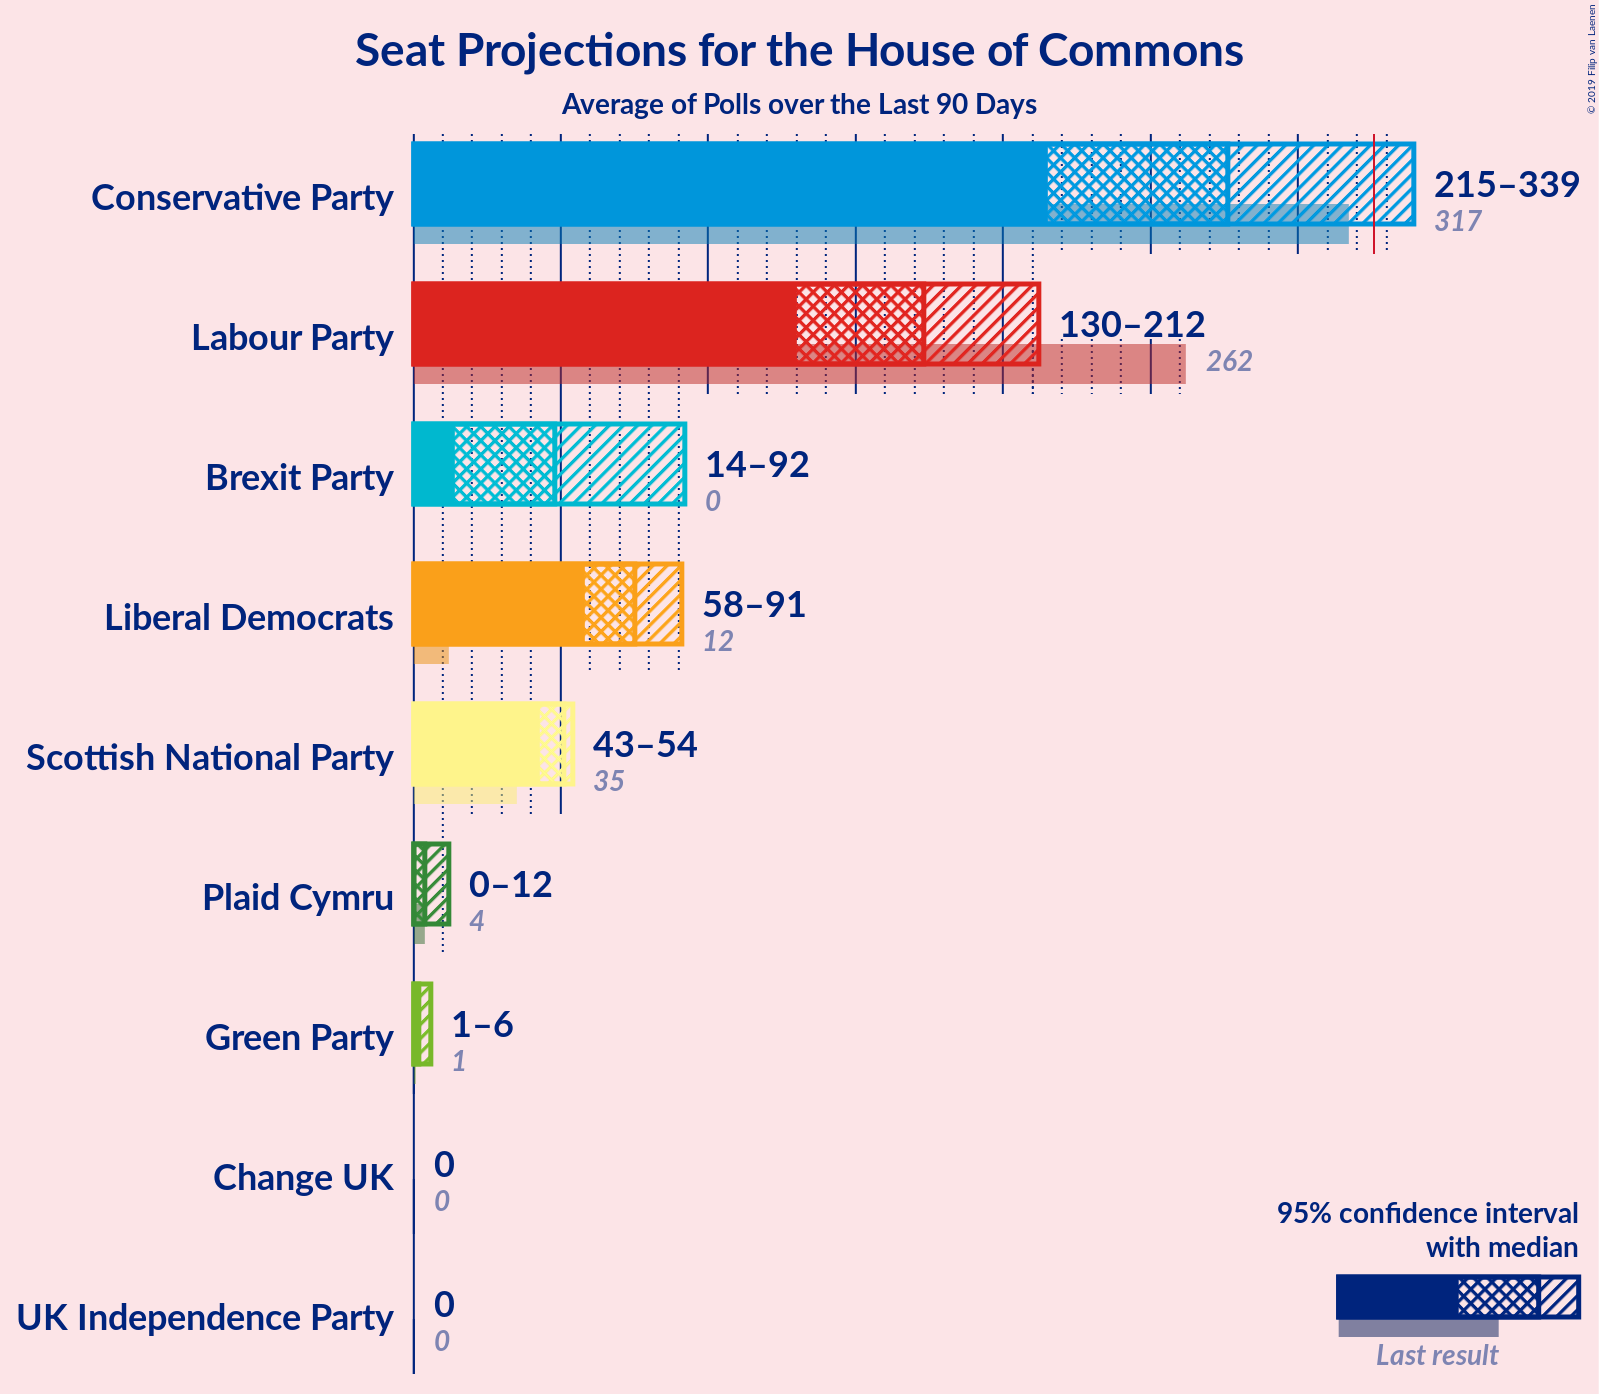 © 2019 Filip van Laenen
Seat Projections for the House of Commons
Average of Polls over the Last 90 Days
Conservative Party
215–339
317
Labour Party
130–212
262
Brexit Party
14–92
0
Liberal Democrats
58–91
12
Scottish National Party
43–54
35
Plaid Cymru
0–12
4
Green Party
1–6
1
Change UK
0
0
UK Independence Party
0
0
95% confidence interval
with median
Last result